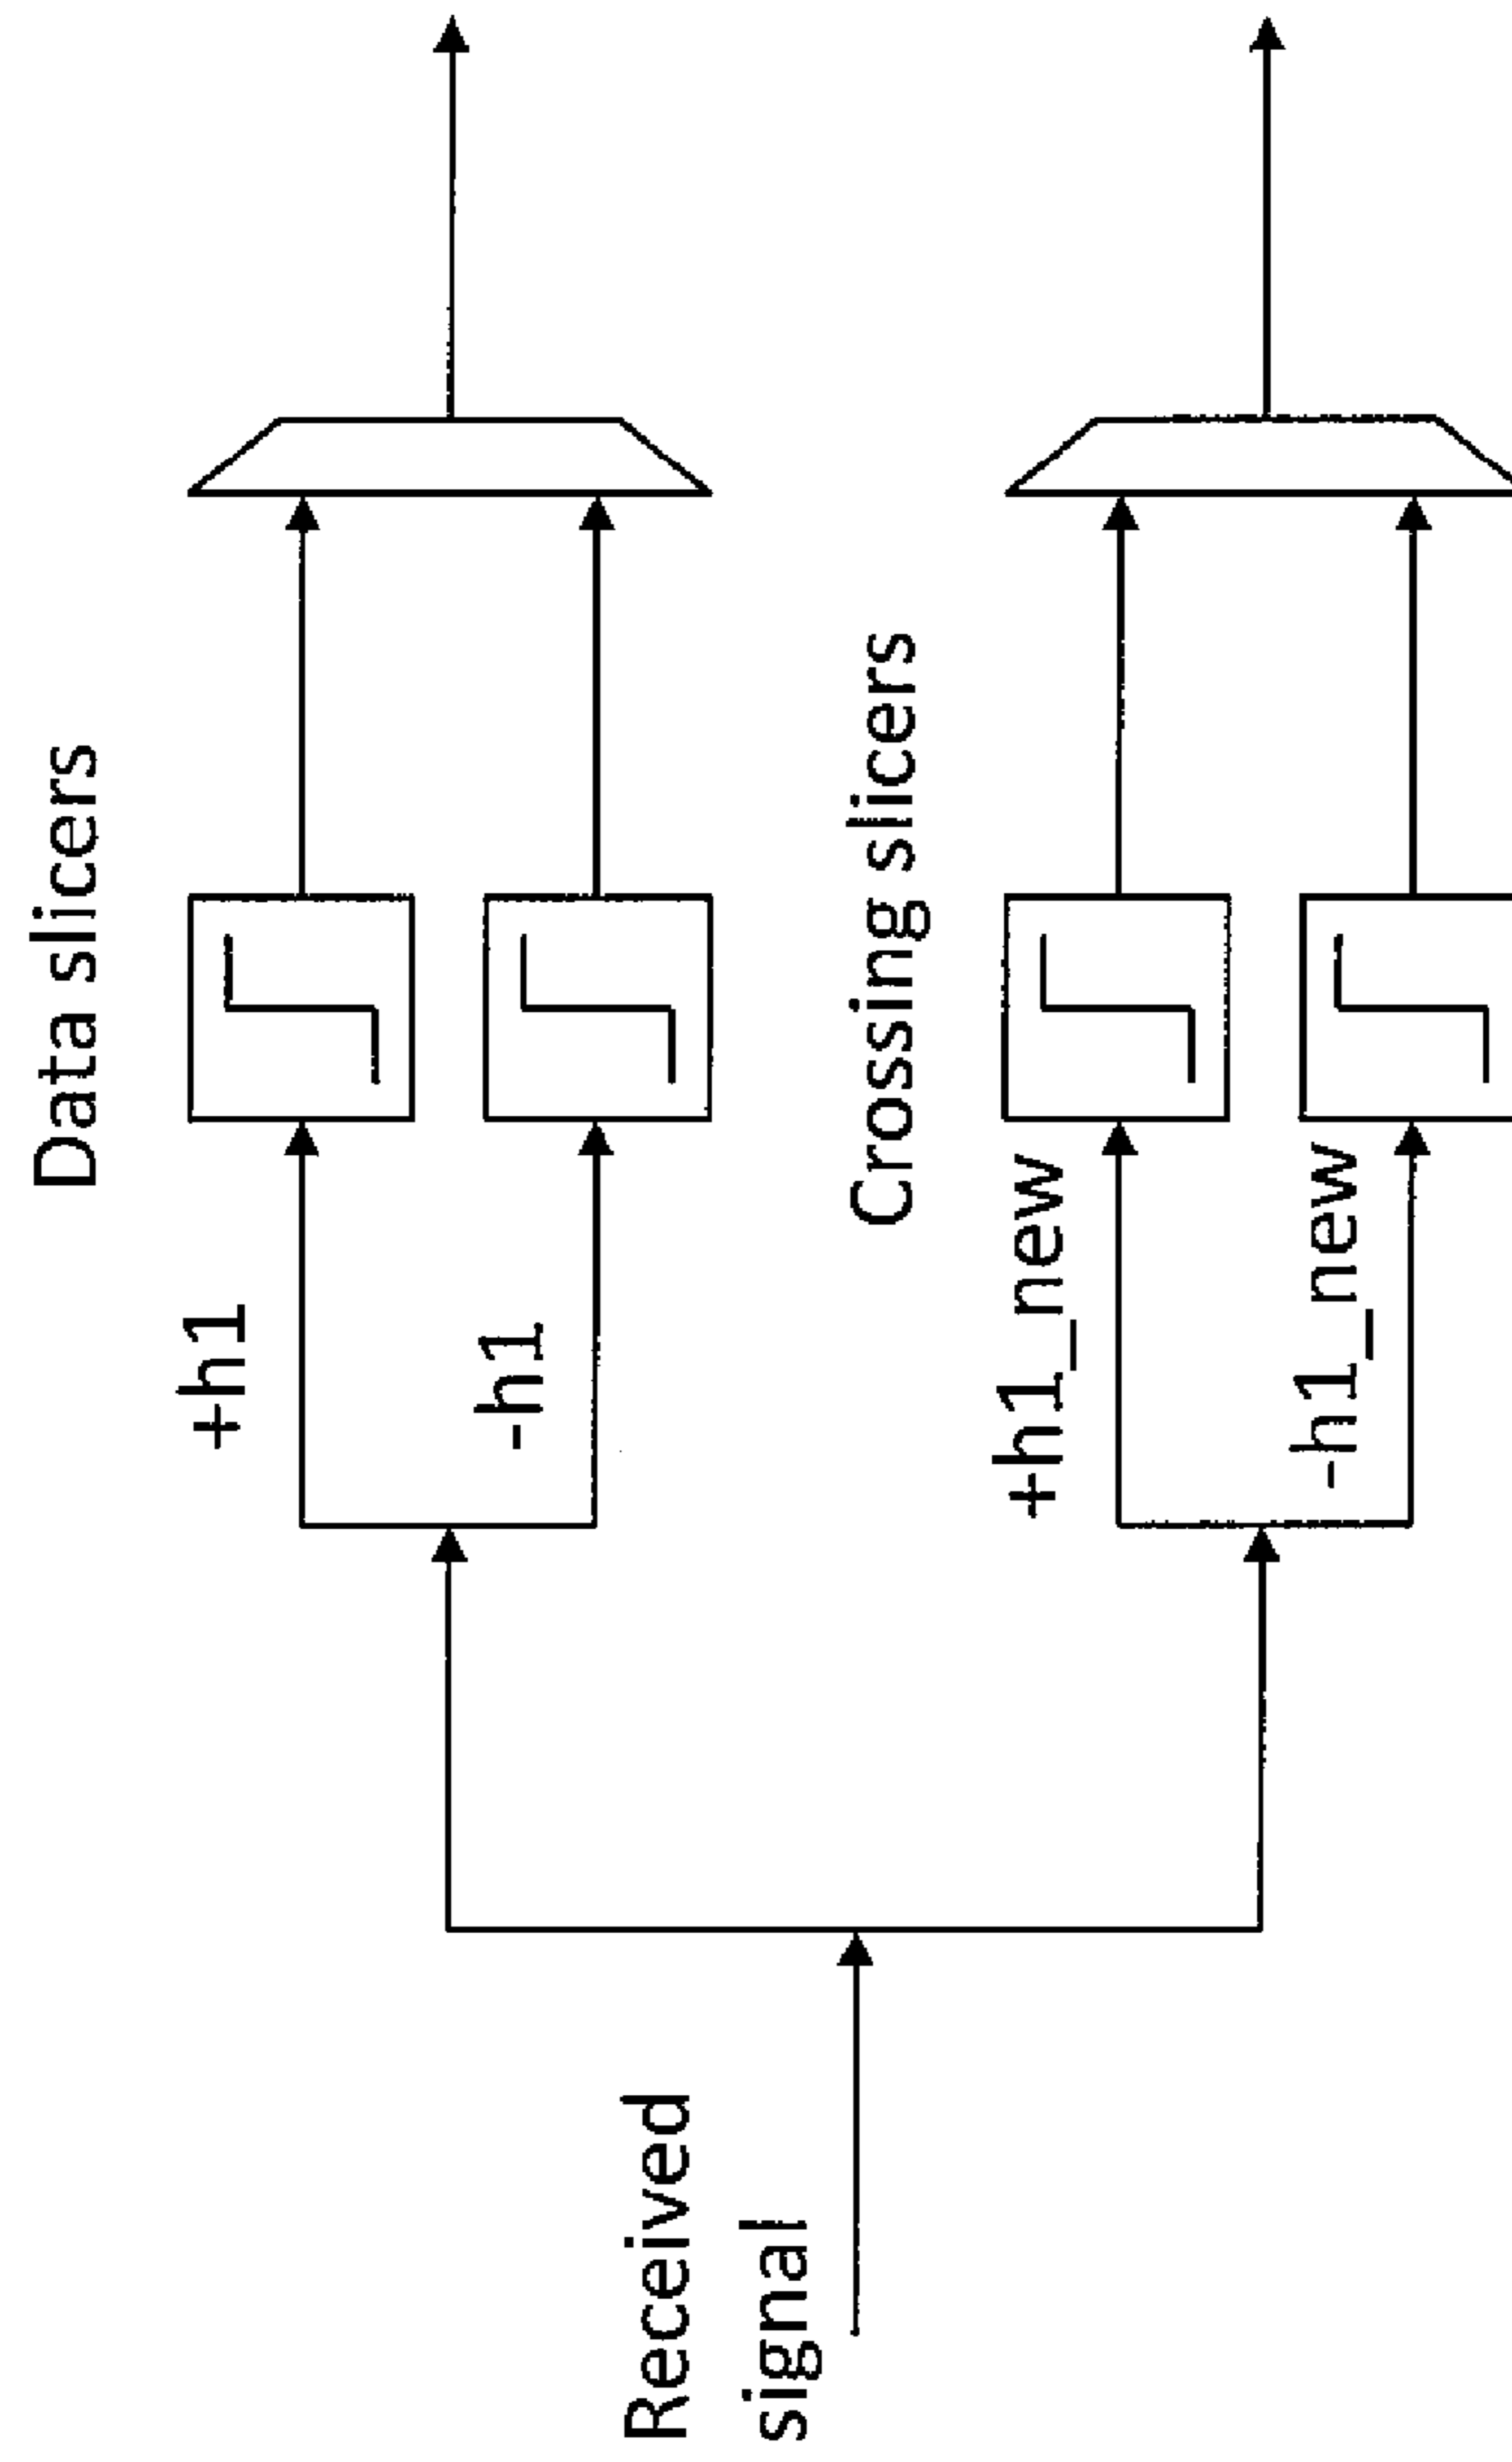 Data slicers
+h1
-h1
Received
signal
Crossing slicers
+h1_new
-h1_new